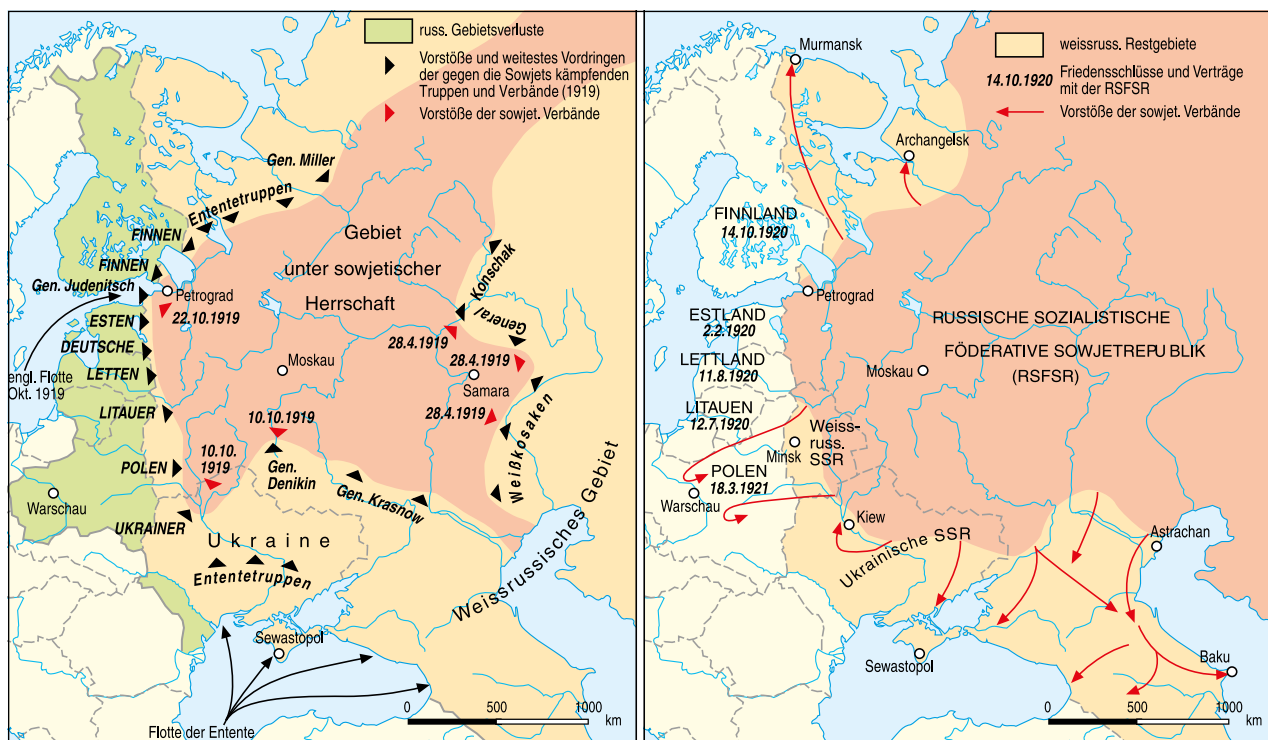 russ. Gebietsverluste
Vorstöße und weitestes Vordringen
der gegen die Sowjets kämpfenden
Truppen und Verbände (1919)
Vorstöße der sowjet. Verbände
Gen. Miller
Ententetruppen
FINNEN
FINNEN
Gen. Judenitsch
Petrograd
22.10.1919
ESTEN
DEUTSCHE
LETTEN
engl. Flotte
Okt. 1919
LITAUER
POLEN
Warschau
UKRAINER
Gebiet
unter sowjetischer
Herrschaft
General Konschak
28.4.1919
28.4.1919
Moskau
Samara
28.4.1919
10.10.1919
10.10.
1919
Gen.
Denikin
Gen. Krasnow
Weißkosaken
Ukraine
Ententetruppen
Weissrussisches Gebiet
Sewastopol
Flotte der Entente
0
500
1000
km
weissruss. Restgebiete
14.10.1920 Friedensschlüsse und Verträge
mit der RSFSR
Vorstöße der sowjet. Verbände
Murmansk
Archangelsk
FINNLAND
14.10.1920
Petrograd
ESTLAND
2.2.1920
LETTLAND
11.8.1920
LITAUEN
12.7.1920
RUSSISCHE SOZIALISTISCHE
FÖDERATIVE SOWJETREPUBLIK
(RSFSR)
Moskau
Weiss-
russ.
SSR
Minsk
POLEN
18.3.1921
Warschau
Kiew
Ukrainische SSR
Astrachan
Sewastopol
Baku
0
500
1000
km